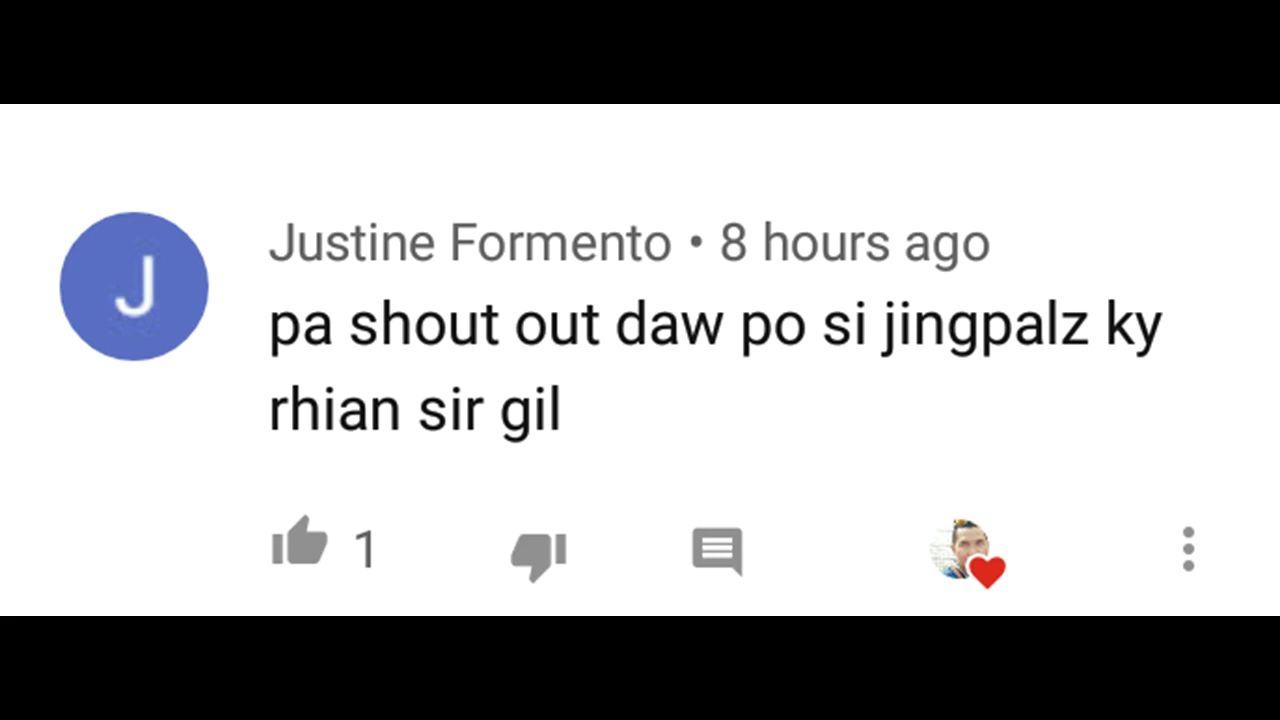 J
Justine Formento • 8 hours ago
pa shout out daw po si jingpalz ky
rhian sir gil
1